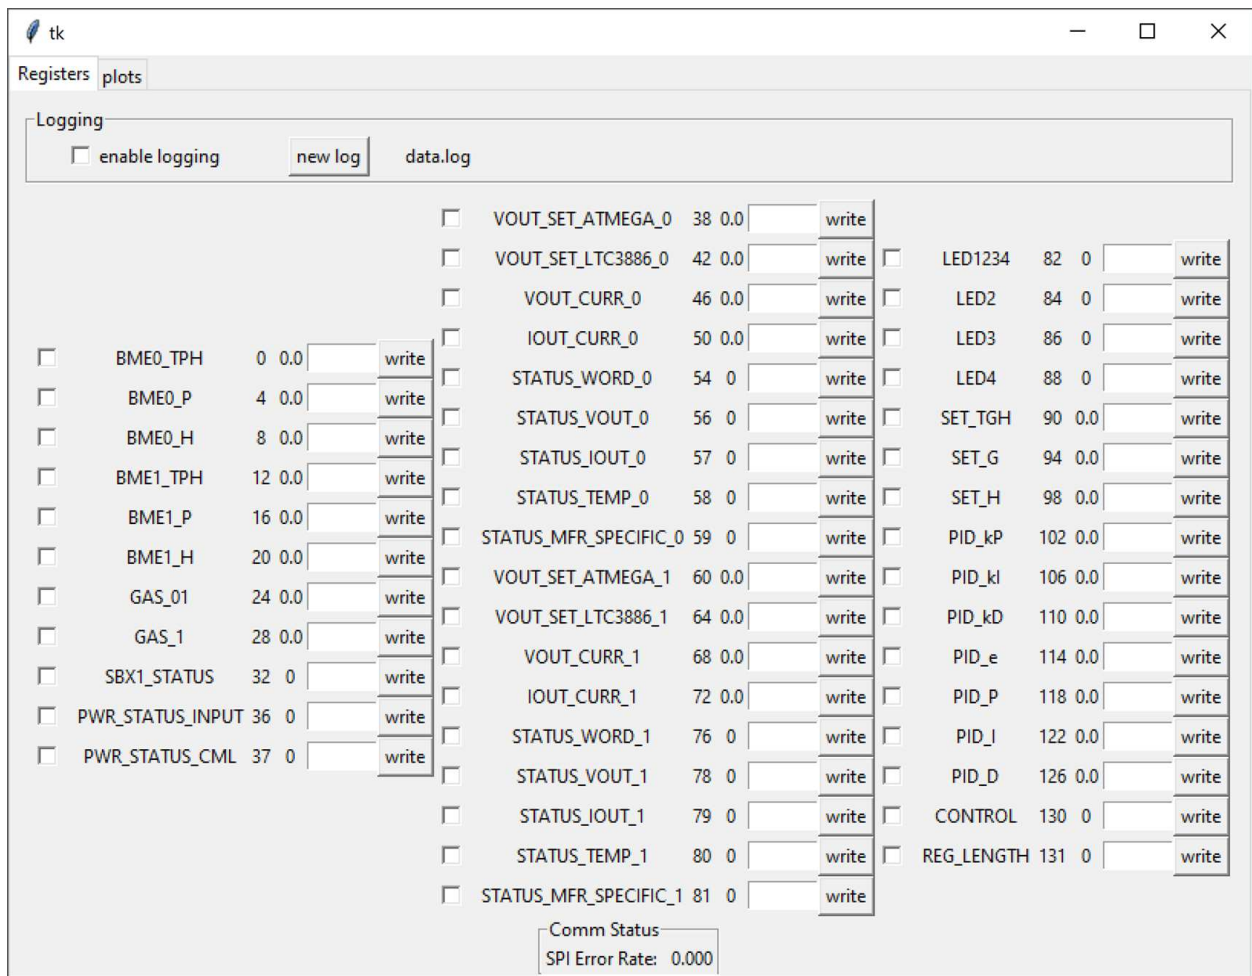 tk
Registers plots
Logging
enable logging new log data.log
BME0_TPH 0 0.0 write
BME0_P 4 0.0 write
BME0_H 8 0.0 write
BME1_TPH 12 0.0 write
BME1_P 16 0.0 write
BME1_H 20 0.0 write
GAS_01 24 0.0 write
GAS_1 28 0.0 write
SBX1_STATUS 32 0 write
PWR_STATUS_INPUT 36 0 write
PWR_STATUS_CML 37 0 write
VOUT_SET_ATMEGA_0 38 0.0 write
VOUT_SET_LTC3886_0 42 0.0 write
VOUT_CURR_0 46 0.0 write
IOUT_CURR_0 50 0.0 write
STATUS_WORD_0 54 0 write
STATUS_VOUT_0 56 0 write
STATUS_IOUT_0 57 0 write
STATUS_TEMP_0 58 0 write
STATUS_MFR_SPECIFIC_0 59 0 write
VOUT_SET_ATMEGA_1 60 0.0 write
VOUT_SET_LTC3886_1 64 0.0 write
VOUT_CURR_1 68 0.0 write
IOUT_CURR_1 72 0.0 write
STATUS_WORD_1 76 0 write
STATUS_VOUT_1 78 0 write
STATUS_IOUT_1 79 0 write
STATUS_TEMP_1 80 0 write
STATUS_MFR_SPECIFIC_1 81 0 write
LED1234 82 0 write
LED2 84 0 write
LED3 86 0 write
LED4 88 0 write
SET_TGH 90 0.0 write
SET_G 94 0.0 write
SET_H 98 0.0 write
PID_kP 102 0.0 write
PID_kI 106 0.0 write
PID_kD 110 0.0 write
PID_e 114 0.0 write
PID_P 118 0.0 write
PID_I 122 0.0 write
PID_D 126 0.0 write
CONTROL 130 0 write
REG_LENGTH 131 0 write
Comm Status
SPI Error Rate: 0.000